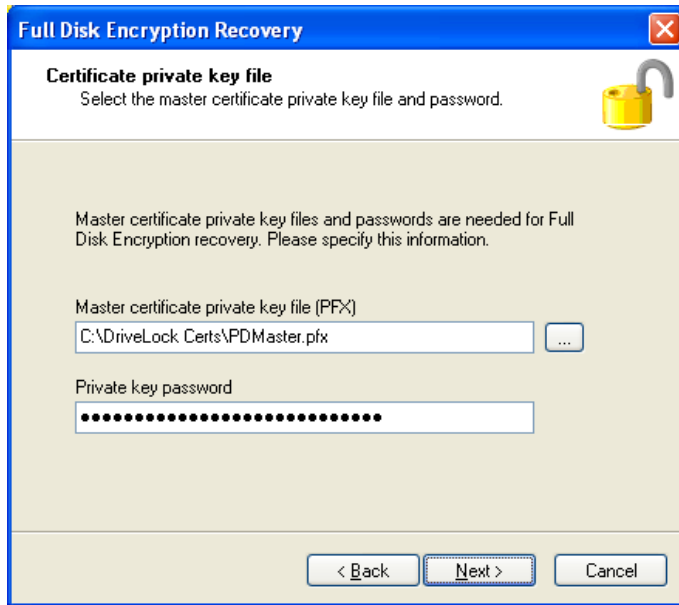 Full Disk Encryption Recovery
Certificate private key file
Select the master certificate private key file and password.
Master certificate private key files and passwords are needed for Full
Disk Encryption recovery. Please specify this information.
Master certificate private key file (PFX)
C:\DriveLock Certs\PDMaster.pfx
...
Private key password
••••••••••••••••••••••••••••
< Back
Next >
Cancel